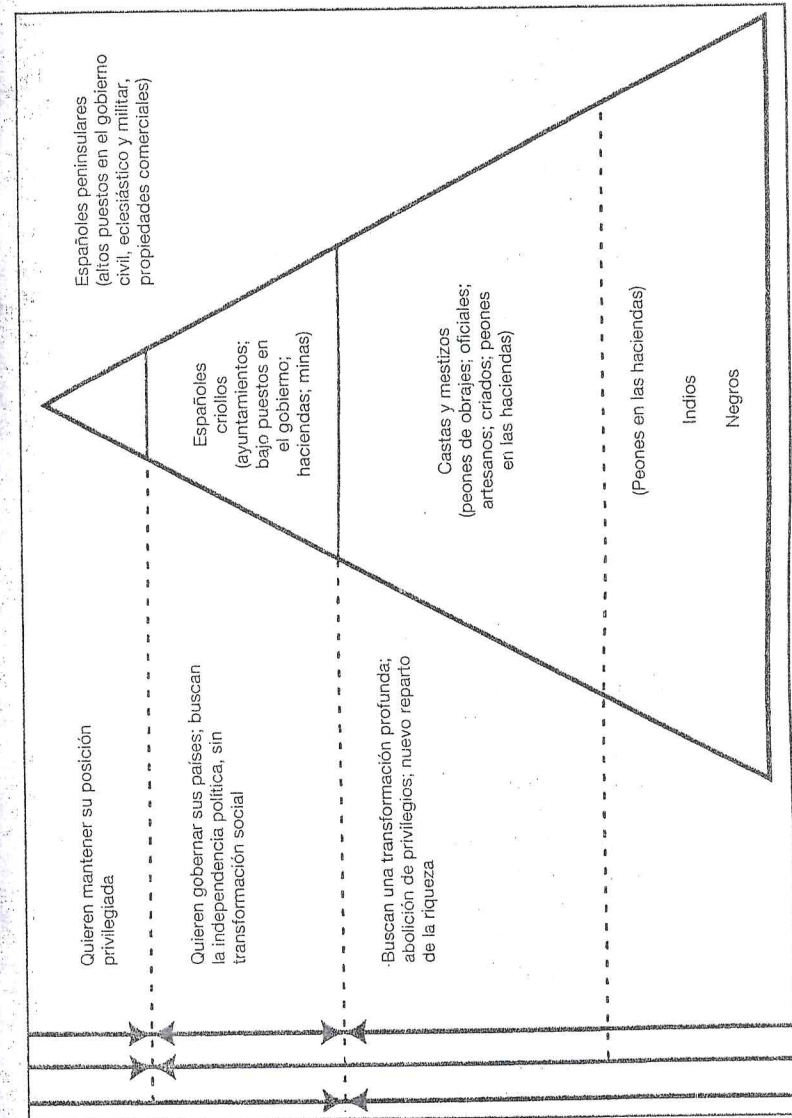 Españoles peninsulares
(altos puestos en el gobierno
civil, eclesiástico y militar,
propiedades comerciales)
Quieren mantener su posición
privilegiada
Españoles
criollos
(ayuntamientos;
bajo puestos en
el gobierno;
haciendas; minas)
Quieren gobernar sus países; buscan
la independencia política, sin
transformación social
Castas y mestizos
(peones de obrajes; oficiales;
artesanos; criados; peones
en las haciendas)
Buscan una transformación profunda;
abolición de privilegios; nuevo reparto
de la riqueza
(Peones en las haciendas)
Indios
Negros